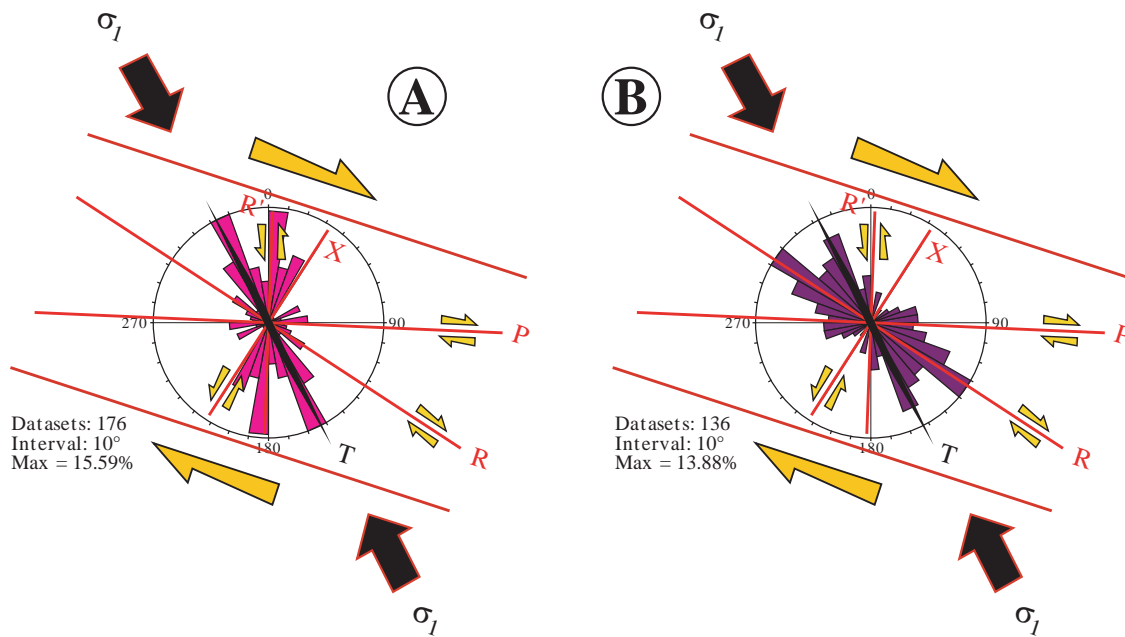 σ1
A
0
R'
X
270
90
P
Datasets: 176
Interval: 10°
Max = 15.59%
180
T
R
σ1
σ1
B
0
R'
X
270
90
P
Datasets: 136
Interval: 10°
Max = 13.88%
180
T
R
σ1